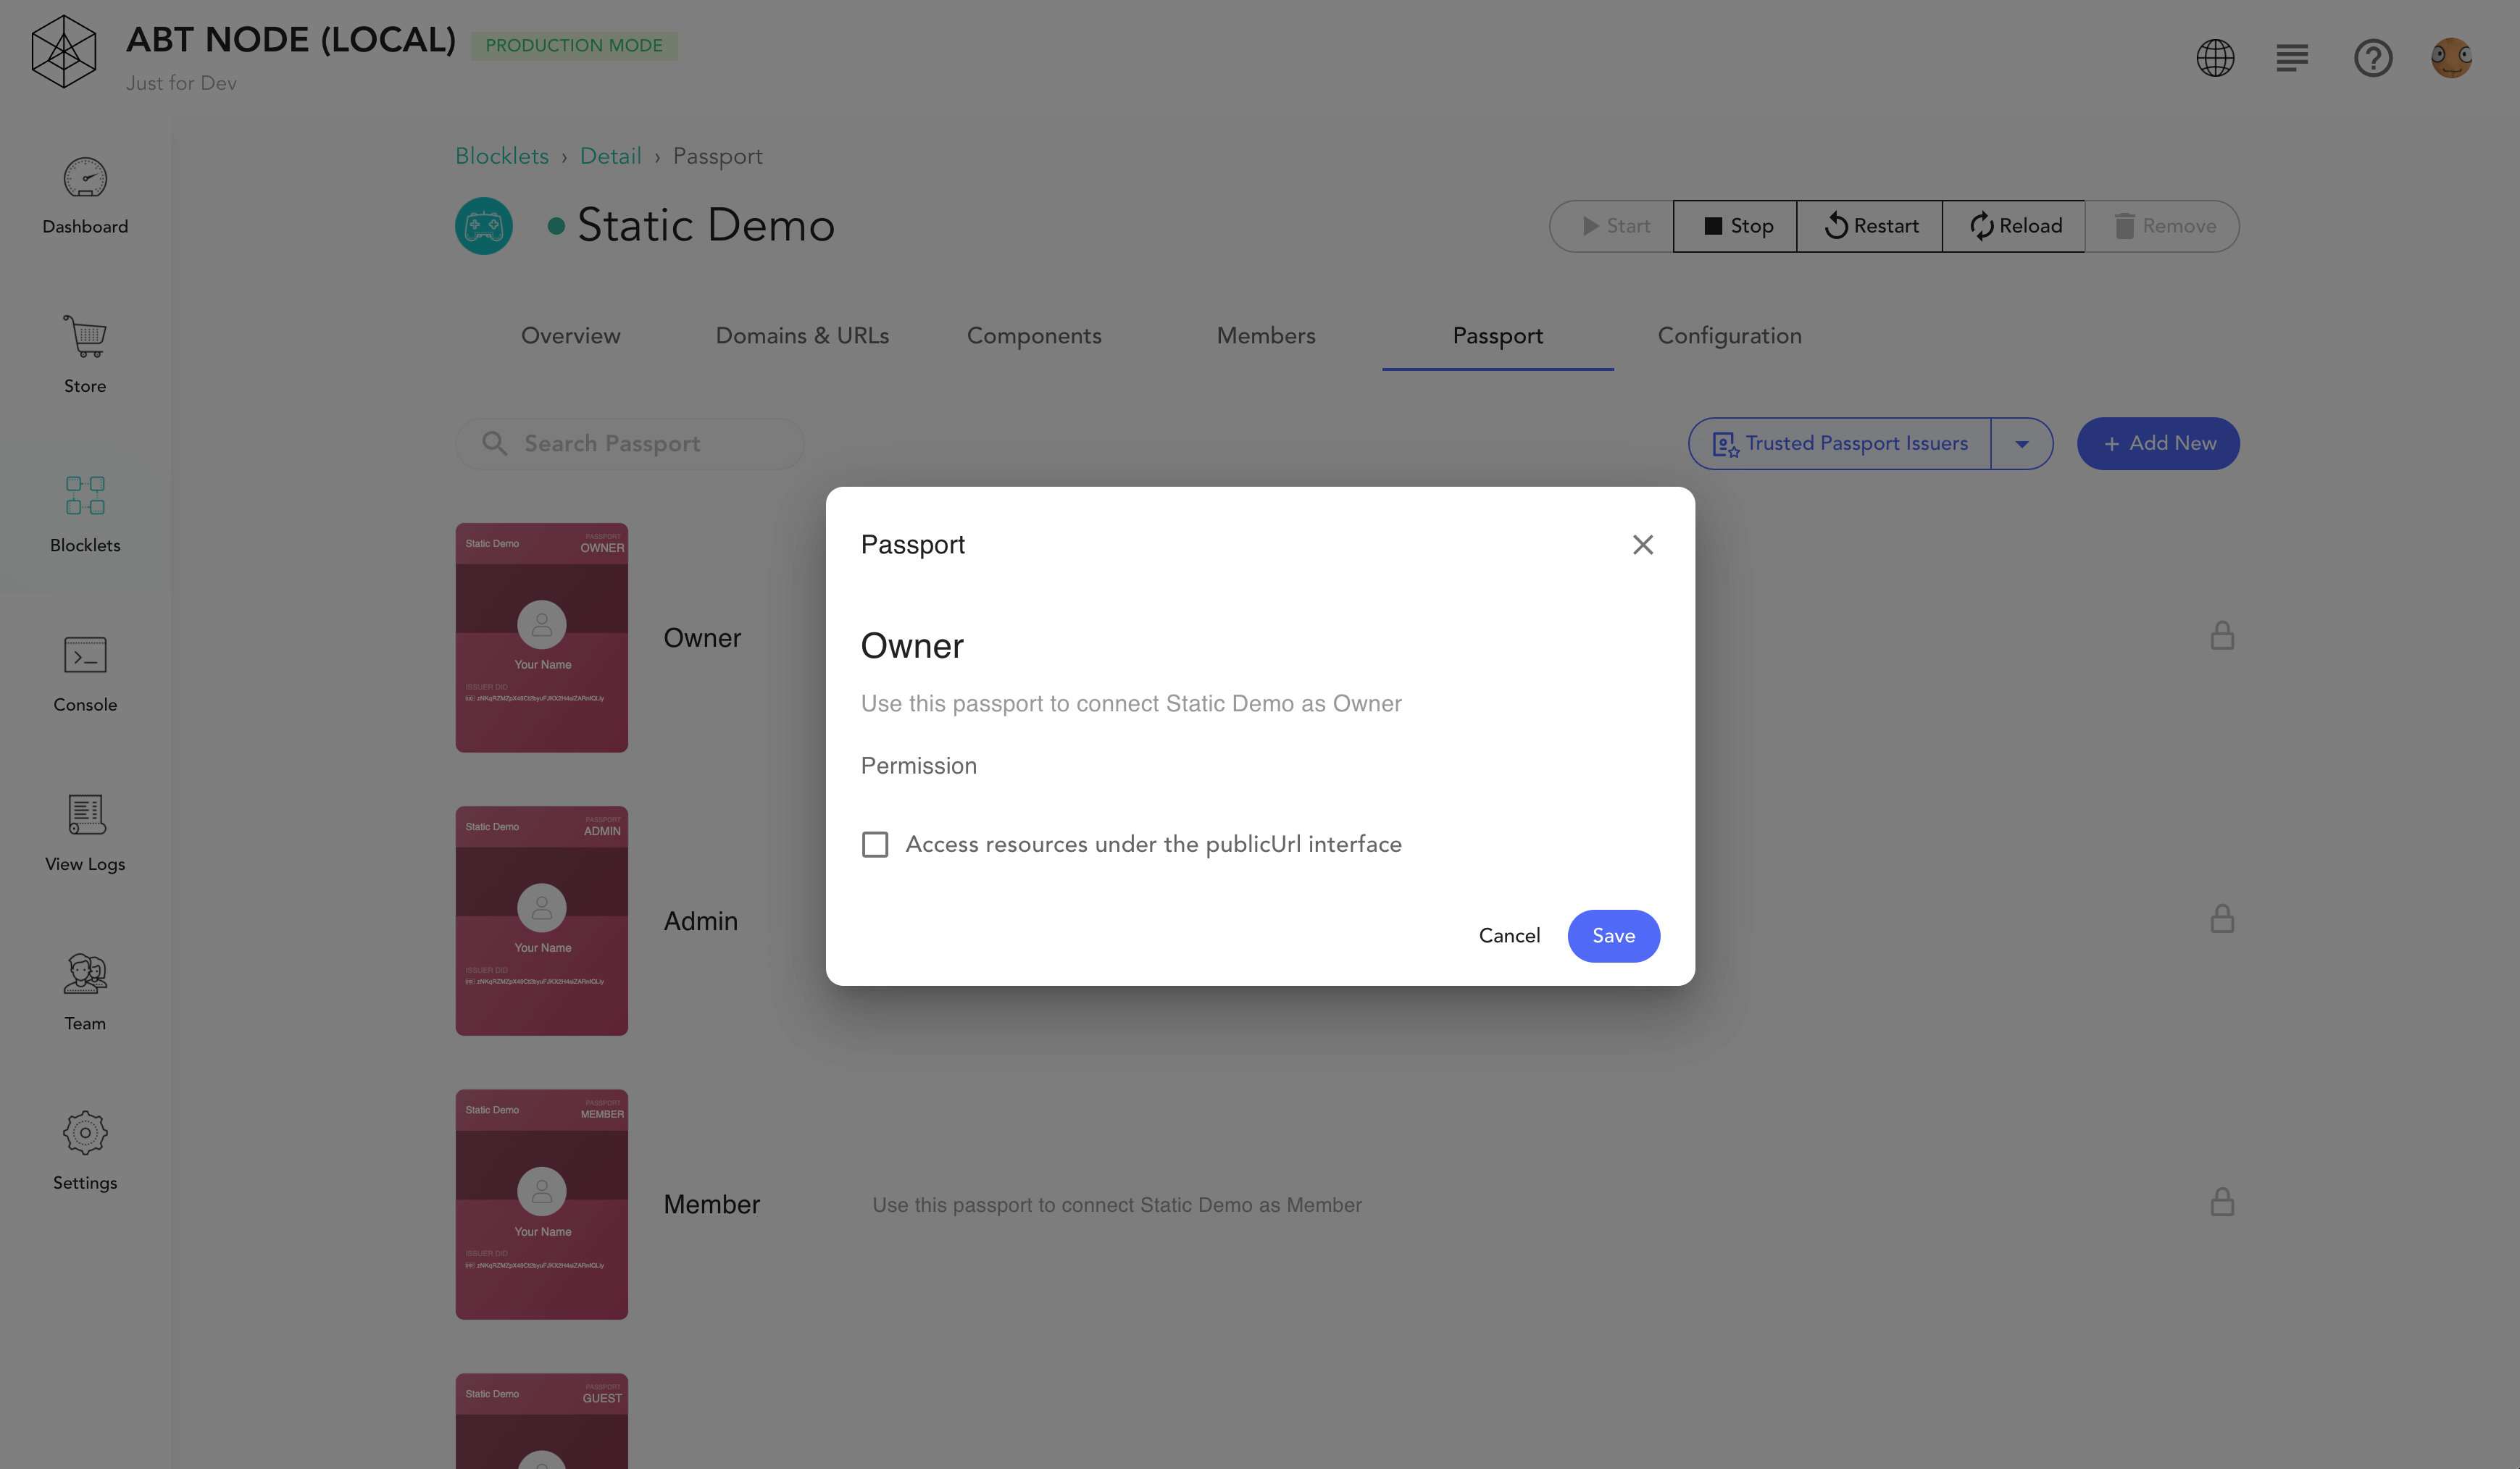 ABT NODE (LOCAL)
PRODUCTION MODE
Just for Dev
Dashboard
Store
Blocklets
Console
View Logs
Team
Settings
Blocklets › Detail › Passport
Static Demo
Start
Stop
Restart
Reload
Remove
Overview
Domains & URLs
Components
Members
Passport
Configuration
Search Passport
Trusted Passport Issuers
+ Add New
Static Demo
PASSPORT
OWNER
Your Name
ISSUER DID
Owner
Static Demo
PASSPORT
ADMIN
Your Name
ISSUER DID
Admin
Static Demo
PASSPORT
MEMBER
Your Name
ISSUER DID
Member
Use this passport to connect Static Demo as Member
Static Demo
PASSPORT
GUEST
Passport
Owner
Use this passport to connect Static Demo as Owner
Permission
Access resources under the publicUrl interface
Cancel
Save